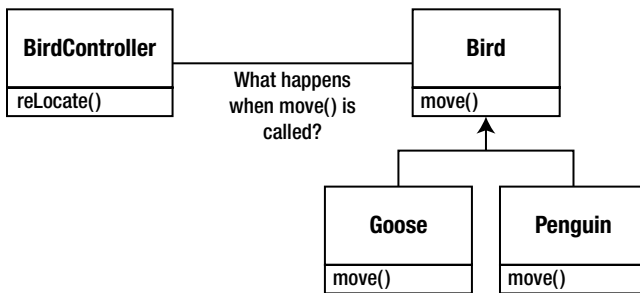 BirdController
reLocate()
What happens
when move() is
called?
Bird
move()
Goose
move()
Penguin
move()